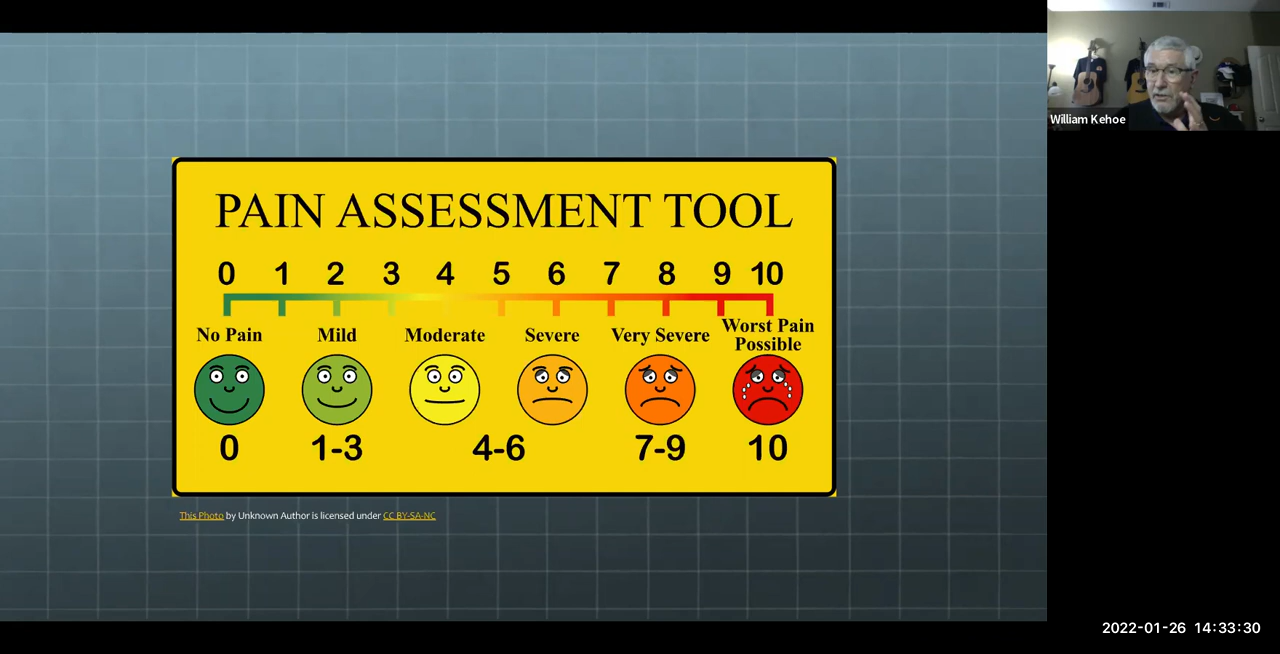 PAIN ASSESSMENT TOOL
0 1 2 3 4 5 6 7 8 9 10
No Pain Mild Moderate Severe Very Severe Worst Pain Possible
0 1-3 4-6 7-9 10
This Photo by Unknown Author is licensed under CC BY-SA-NC
William Kehoe
2022-01-26 14:33:30